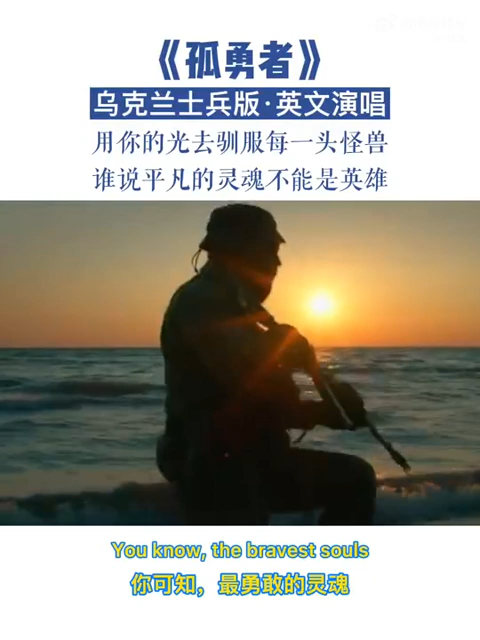 《孤勇者》
乌克兰士兵版·英文演唱
用你的光去驯服每一头怪兽
谁说平凡的灵魂不能是英雄
You know, the bravest souls
你可知，最勇敢的灵魂